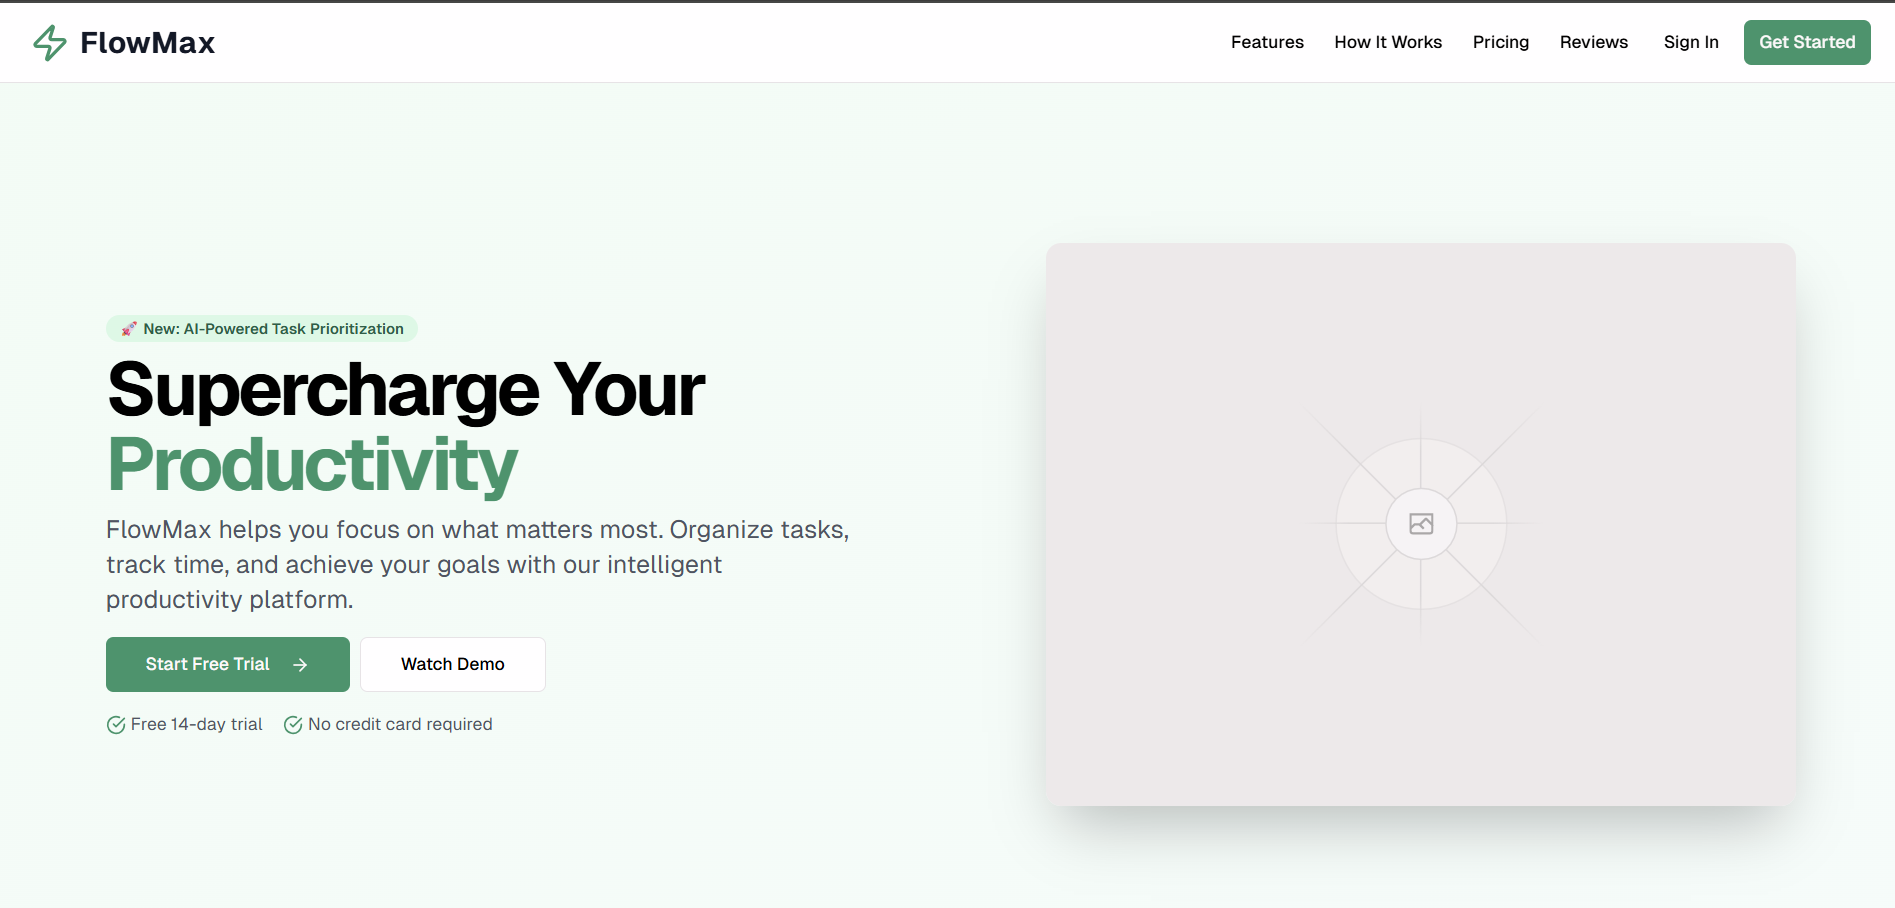 FlowMax
Features
How It Works
Pricing
Reviews
Sign In
Get Started
🚀 New: AI-Powered Task Prioritization
Supercharge Your
Productivity
FlowMax helps you focus on what matters most. Organize tasks,
track time, and achieve your goals with our intelligent
productivity platform.
Start Free Trial →
Watch Demo
Free 14-day trial
No credit card required